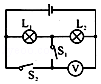 L₁ L₂
S₁
S₂ V